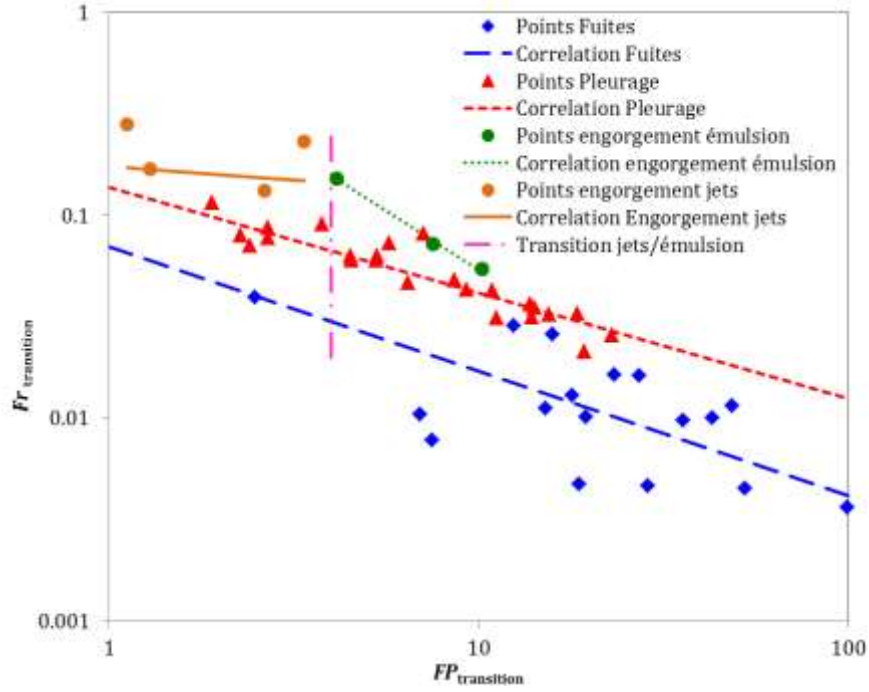 1
Points Fuites
Correlation Fuites
Points Pleurage
Correlation Pleurage
Points engorgement émulsion
Correlation engorgement émulsion
Points engorgement jets
Correlation Engorgement jets
Transition jets/émulsion
0.1
Fr transition
0.01
0.001
1
10
100
FP transition